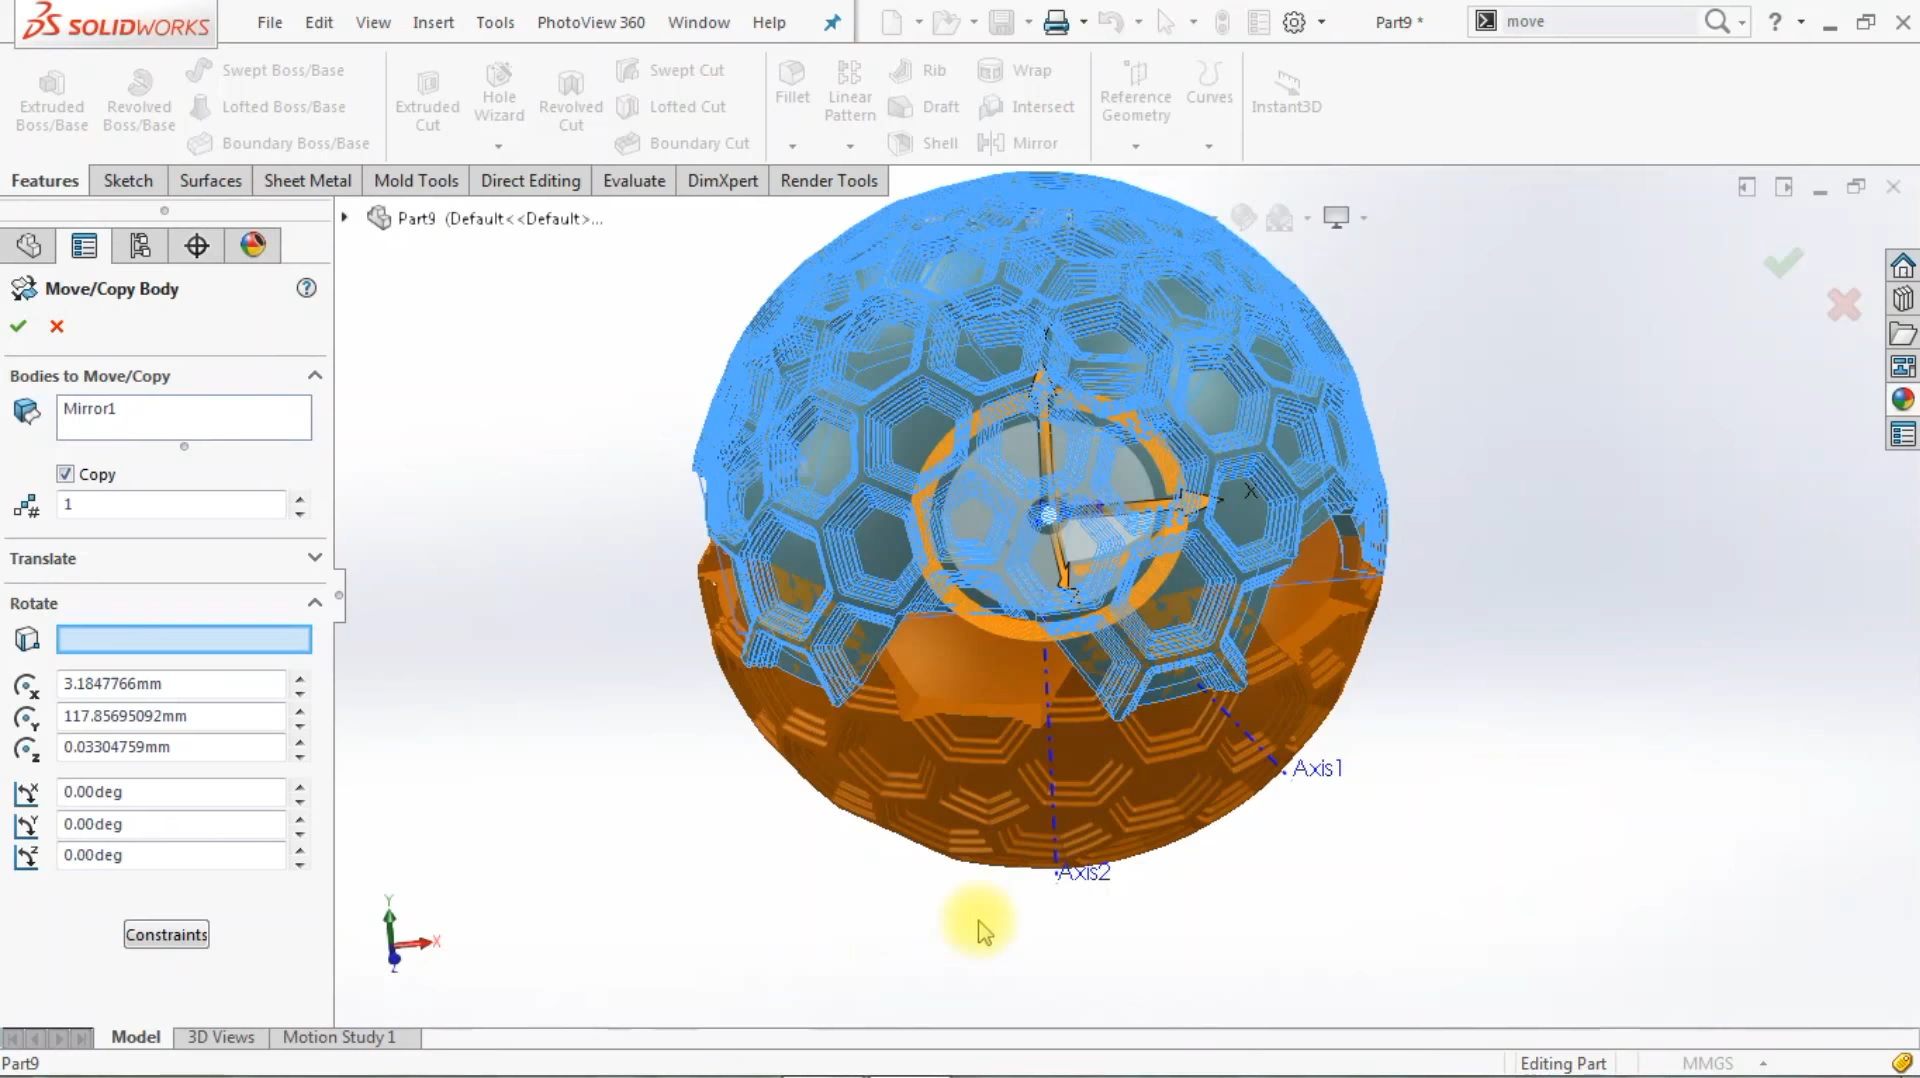 SOLIDWORKS
File Edit View Insert Tools PhotoView 360 Window Help
Part9 *
move
?
Extruded Boss/Base
Revolved Boss/Base
Swept Boss/Base
Lofted Boss/Base
Boundary Boss/Base
Extruded Cut
Hole Wizard
Revolved Cut
Swept Cut
Lofted Cut
Boundary Cut
Fillet
Linear Pattern
Rib
Draft
Shell
Wrap
Intersect
Mirror
Reference Geometry
Curves
Instant3D
Features Sketch Surfaces Sheet Metal Mold Tools Direct Editing Evaluate DimXpert Render Tools
Part9 (Default<<Default>...
Move/Copy Body
?
Bodies to Move/Copy
Mirror1
Copy
#
1
Translate
Rotate
X
3.1847766mm
Y
117.85695092mm
Z
0.03304759mm
X
0.00deg
Y
0.00deg
Z
0.00deg
Constraints
X
Axis1
Axis2
Y
X
Z
Model 3D Views Motion Study 1
Part9
Editing Part
MMGS